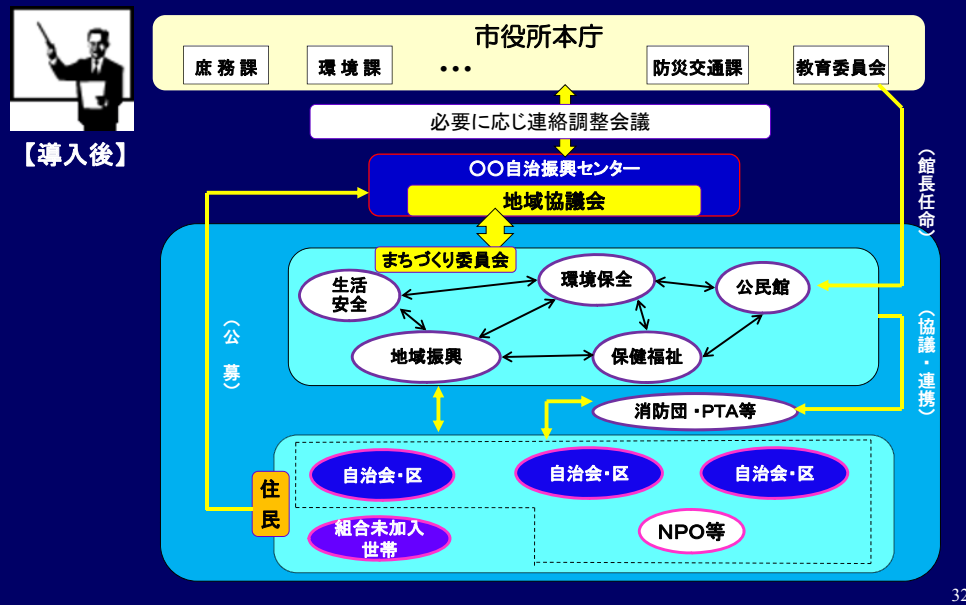 市役所本庁
庶務課
環境課
・・・
防災交通課
教育委員会
必要に応じ連絡調整会議
【導入後】
〇〇自治振興センター
地域協議会
（館長任命）
まちづくり委員会
生活
安全
環境保全
公民館
地域振興
保健福祉
（公 募）
（協議・連携）
消防団・PTA等
自治会・区
自治会・区
自治会・区
住
民
組合未加入
世帯
NPO等
32